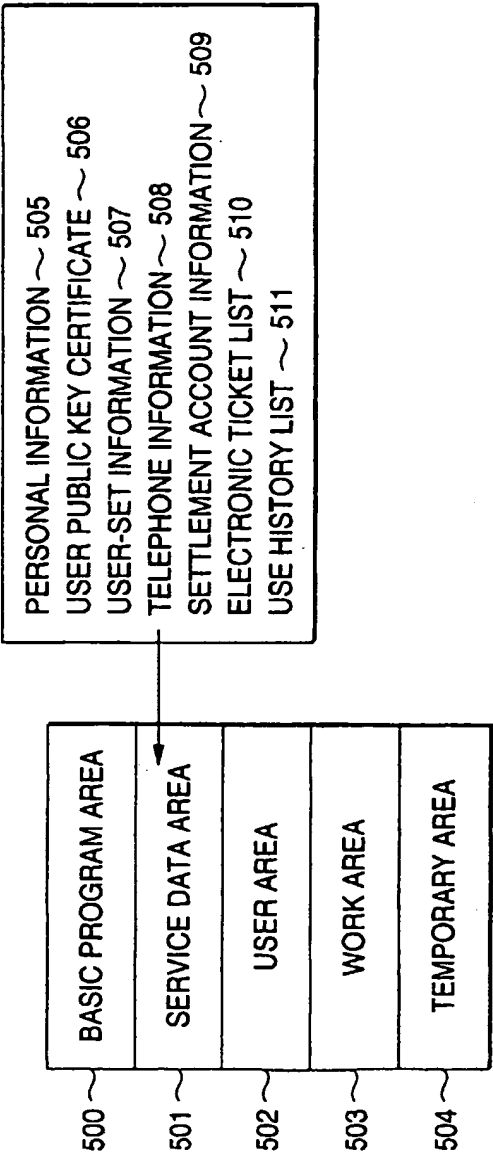 500 ~ BASIC PROGRAM AREA
501 ~ SERVICE DATA AREA
502 ~ USER AREA
503 ~ WORK AREA
504 ~ TEMPORARY AREA
PERSONAL INFORMATION ~ 505
USER PUBLIC KEY CERTIFICATE ~ 506
USER-SET INFORMATION ~ 507
TELEPHONE INFORMATION ~ 508
SETTLEMENT ACCOUNT INFORMATION ~ 509
ELECTRONIC TICKET LIST ~ 510
USE HISTORY LIST ~ 511